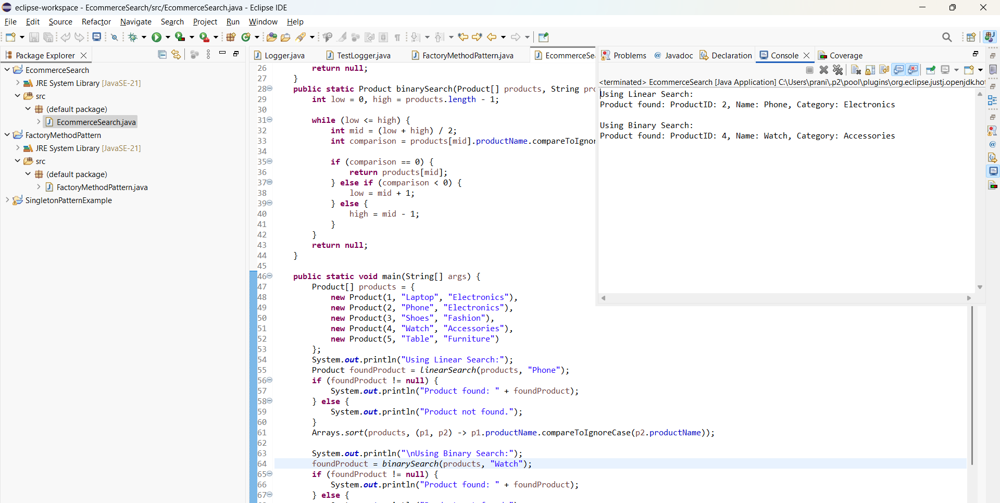 eclipse-workspace - EcommerceSearch/src/EcommerceSearch.java - Eclipse IDE
File Edit Source Refactor Navigate Search Project Run Window Help
Package Explorer
EcommerceSearch
JRE System Library [JavaSE-21]
src
(default package)
EcommerceSearch.java
FactoryMethodPattern
JRE System Library [JavaSE-21]
src
(default package)
FactoryMethodPattern.java
SingletonPatternExample
Logger.java TestLogger.java FactoryMethodPattern.java EcommerceSe
26 return null;
27 }
28 public static Product binarySearch(Product[] products, String pro
29 int low = 0, high = products.length - 1;
30
31 while (low <= high) {
32 int mid = (low + high) / 2;
33 int comparison = products[mid].productName.compareToIgnor
34
35 if (comparison == 0) {
36 return products[mid];
37 } else if (comparison < 0) {
38 low = mid + 1;
39 } else {
40 high = mid - 1;
41 }
42 }
43 return null;
44 }
45
46 public static void main(String[] args) {
47 Product[] products = {
48 new Product(1, "Laptop", "Electronics"),
49 new Product(2, "Phone", "Electronics"),
50 new Product(3, "Shoes", "Fashion"),
51 new Product(4, "Watch", "Accessories"),
52 new Product(5, "Table", "Furniture")
53 };
54 System.out.println("Using Linear Search:");
55 Product foundProduct = linearSearch(products, "Phone");
56 if (foundProduct != null) {
57 System.out.println("Product found: " + foundProduct);
58 } else {
59 System.out.println("Product not found.");
60 }
61 Arrays.sort(products, (p1, p2) -> p1.productName.compareToIgnoreCase(p2.productName));
62
63 System.out.println("\nUsing Binary Search:");
64 foundProduct = binarySearch(products, "Watch");
65 if (foundProduct != null) {
66 System.out.println("Product found: " + foundProduct);
67 } else {
Problems Javadoc Declaration Console Coverage
<terminated> EcommerceSearch [Java Application] C:\Users\prani\.p2\pool\plugins\org.eclipse.justj.openjdk.hot
Using Linear Search:
Product found: ProductID: 2, Name: Phone, Category: Electronics
Using Binary Search:
Product found: ProductID: 4, Name: Watch, Category: Accessories